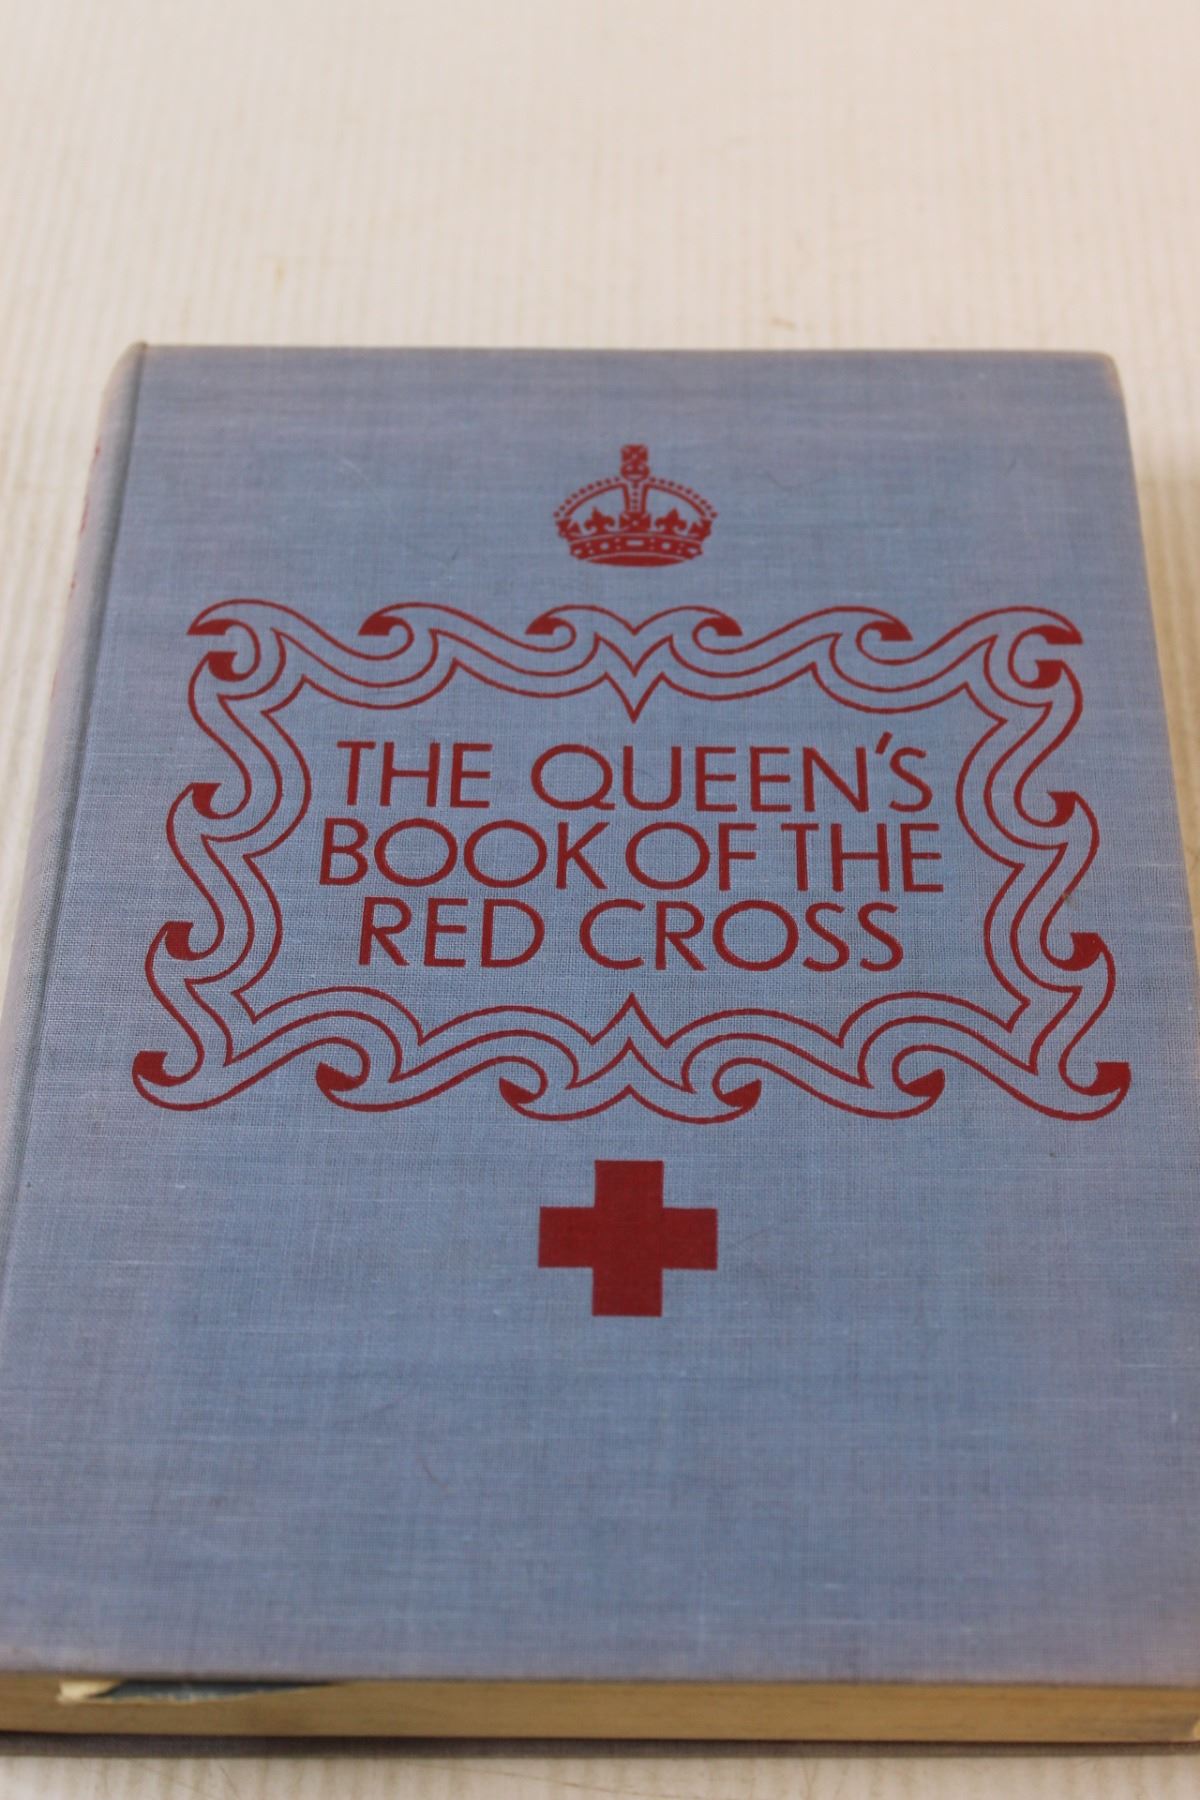 THE QUEEN'S
BOOK OF THE
RED CROSS